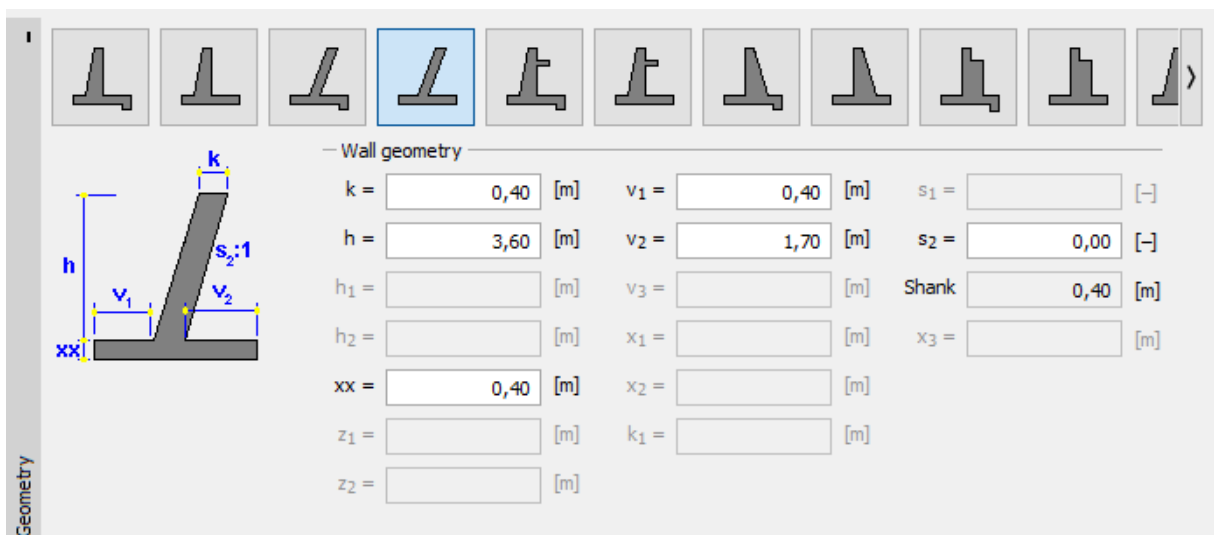 Wall geometry
k = 0,40 [m] v1 = 0,40 [m] s1 = [–]
h = 3,60 [m] v2 = 1,70 [m] s2 = 0,00 [–]
h1 = [m] v3 = [m] Shank 0,40 [m]
h2 = [m] x1 = [m] x3 = [m]
xx = 0,40 [m] x2 = [m]
z1 = [m] k1 = [m]
z2 = [m]
k
h
s2:1
v1
v2
xx
Geometry